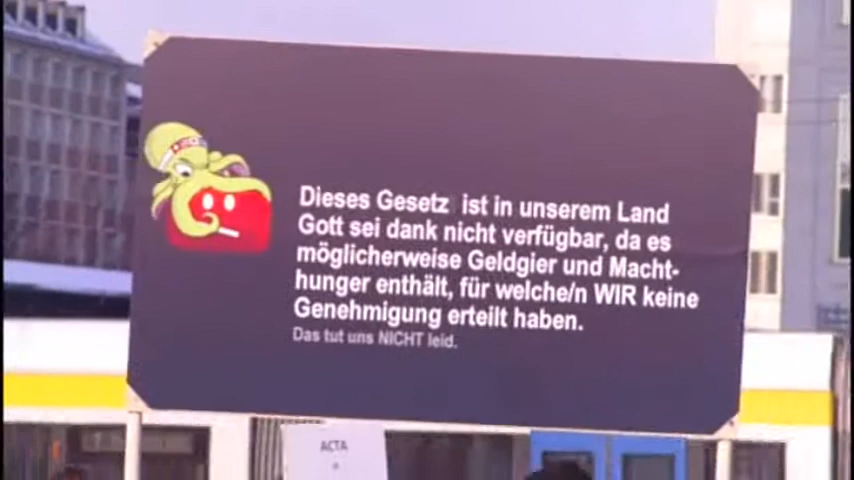 Dieses Gesetz ist in unserem Land
Gott sei dank nicht verfügbar, da es
möglicherweise Geldgier und Macht-
hunger enthält, für welche/n WIR keine
Genehmigung erteilt haben.
Das tut uns NICHT leid.
ACTA